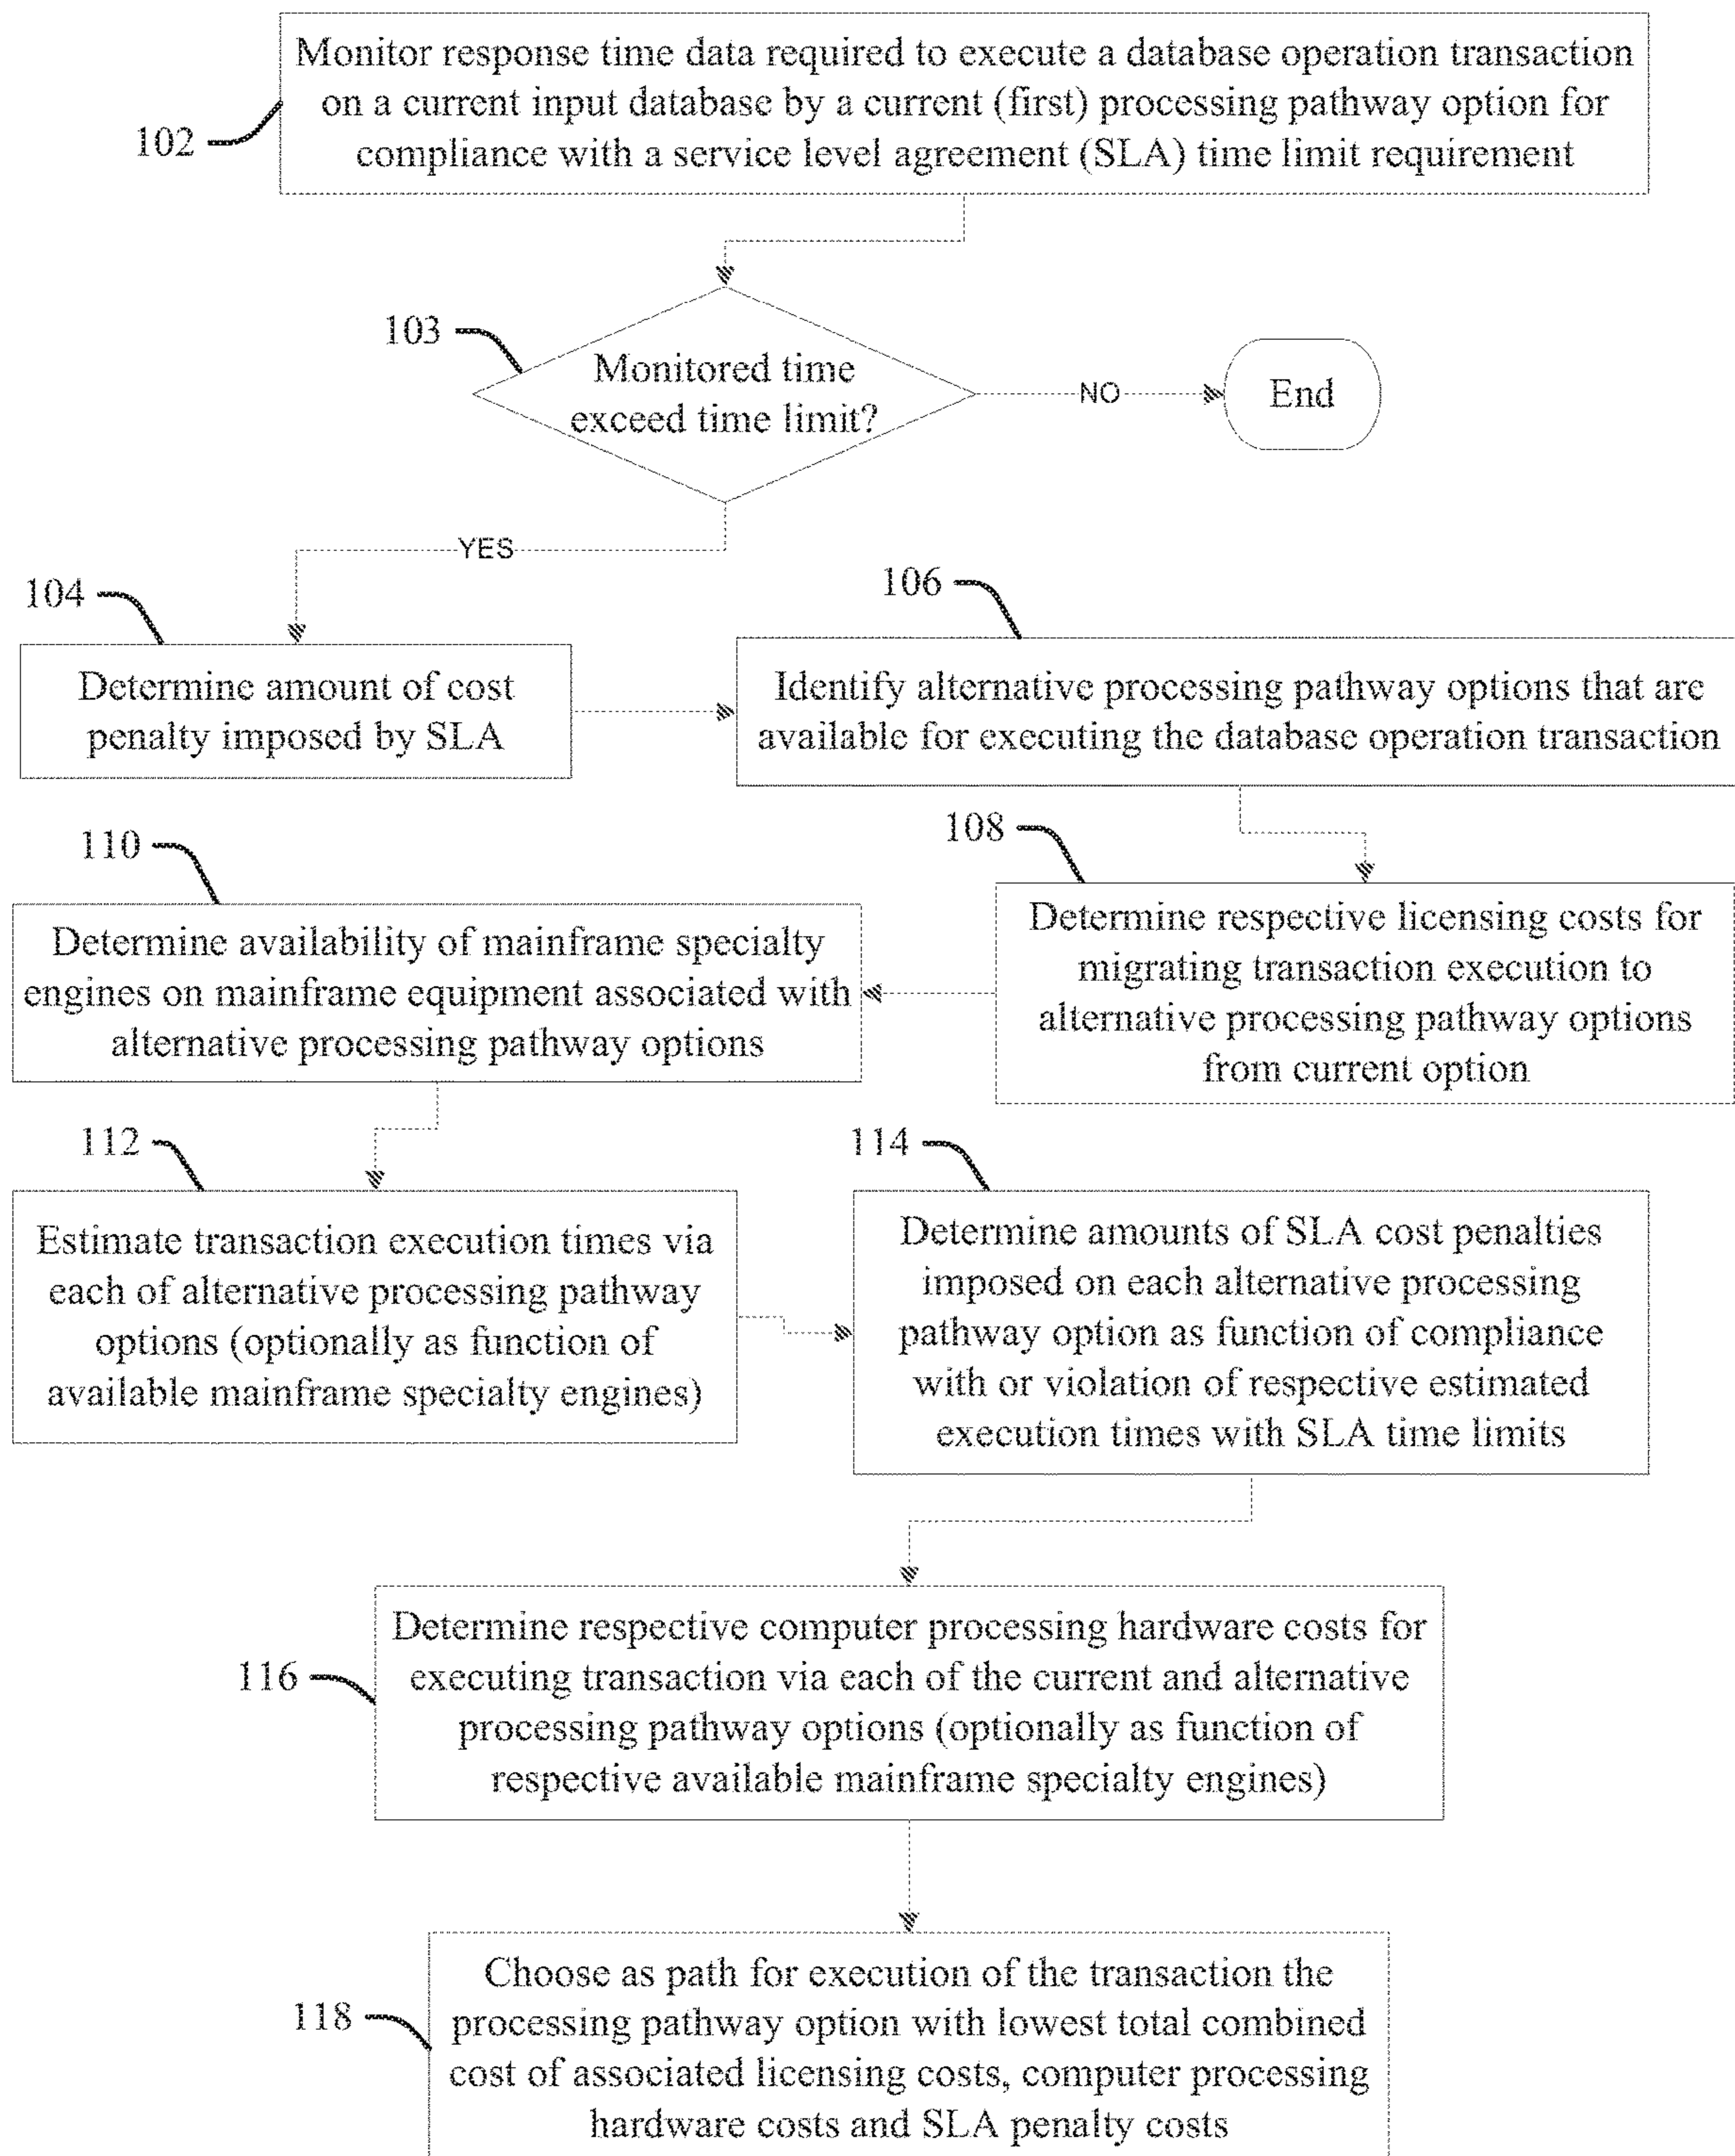 Monitor response time data required to execute a database operation transaction
on a current input database by a current (first) processing pathway option for
compliance with a service level agreement (SLA) time limit requirement
102
103
Monitored time
exceed time limit?
NO
End
YES
104
Determine amount of cost
penalty imposed by SLA
106
Identify alternative processing pathway options that are
available for executing the database operation transaction
108
Determine respective licensing costs for
migrating transaction execution to
alternative processing pathway options
from current option
110
Determine availability of mainframe specialty
engines on mainframe equipment associated with
alternative processing pathway options
112
Estimate transaction execution times via
each of alternative processing pathway
options (optionally as function of
available mainframe specialty engines)
114
Determine amounts of SLA cost penalties
imposed on each alternative processing
pathway option as function of compliance
with or violation of respective estimated
execution times with SLA time limits
116
Determine respective computer processing hardware costs for
executing transaction via each of the current and alternative
processing pathway options (optionally as function of
respective available mainframe specialty engines)
118
Choose as path for execution of the transaction the
processing pathway option with lowest total combined
cost of associated licensing costs, computer processing
hardware costs and SLA penalty costs